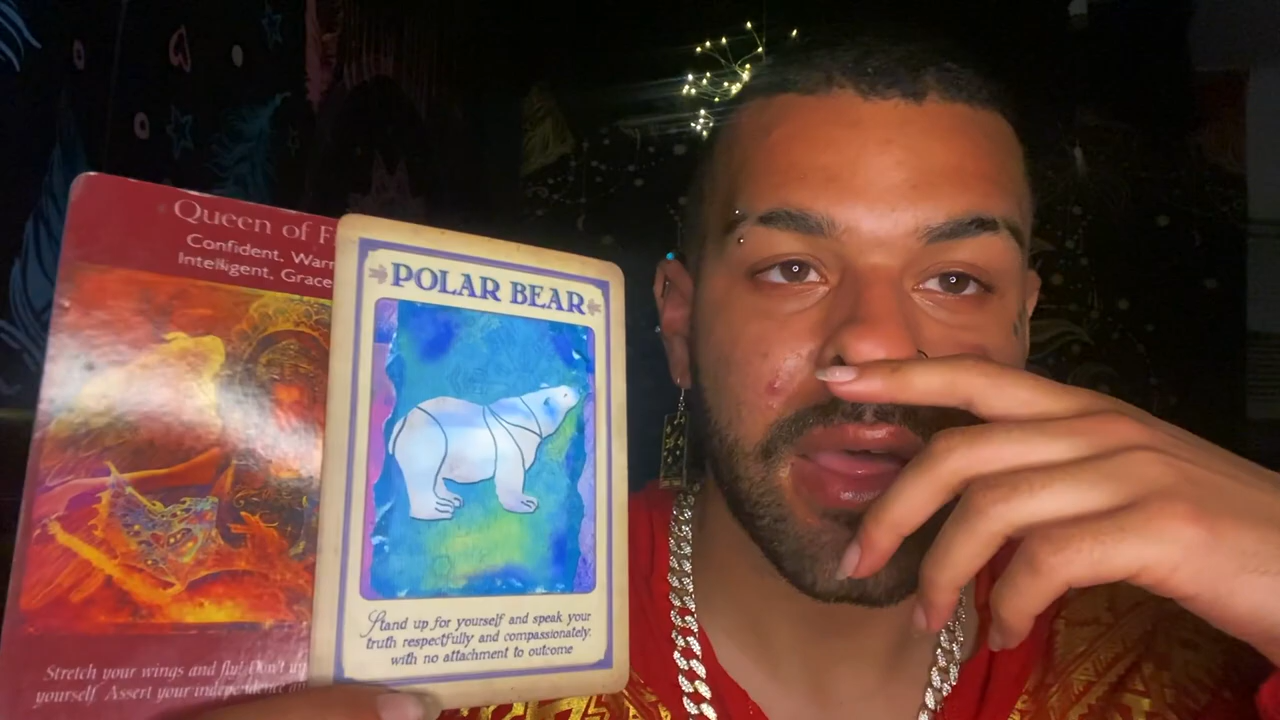 Queen of F
Confident, Warm
Intelligent, Grace
Stretch your wings and fly! Don't
yourself. Assert your independence
POLAR BEAR
Stand up for yourself and speak your
truth respectfully and compassionately,
with no attachment to outcome